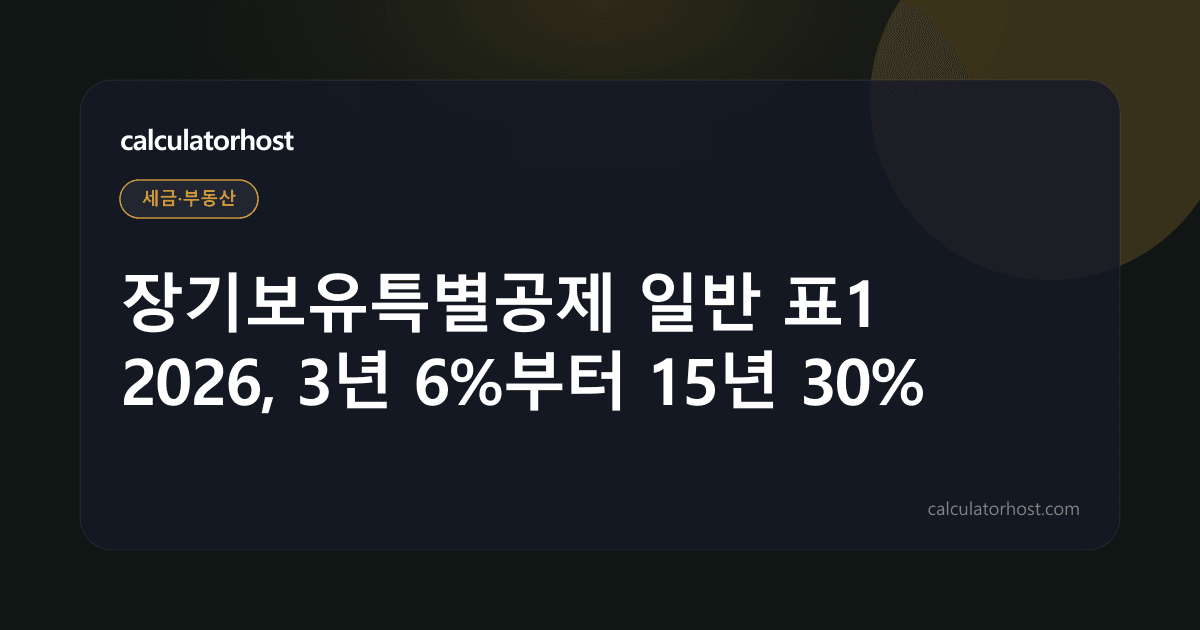 calculatorhost
세금·부동산
장기보유특별공제 일반 표1
2026, 3년 6%부터 15년 30%
calculatorhost.com